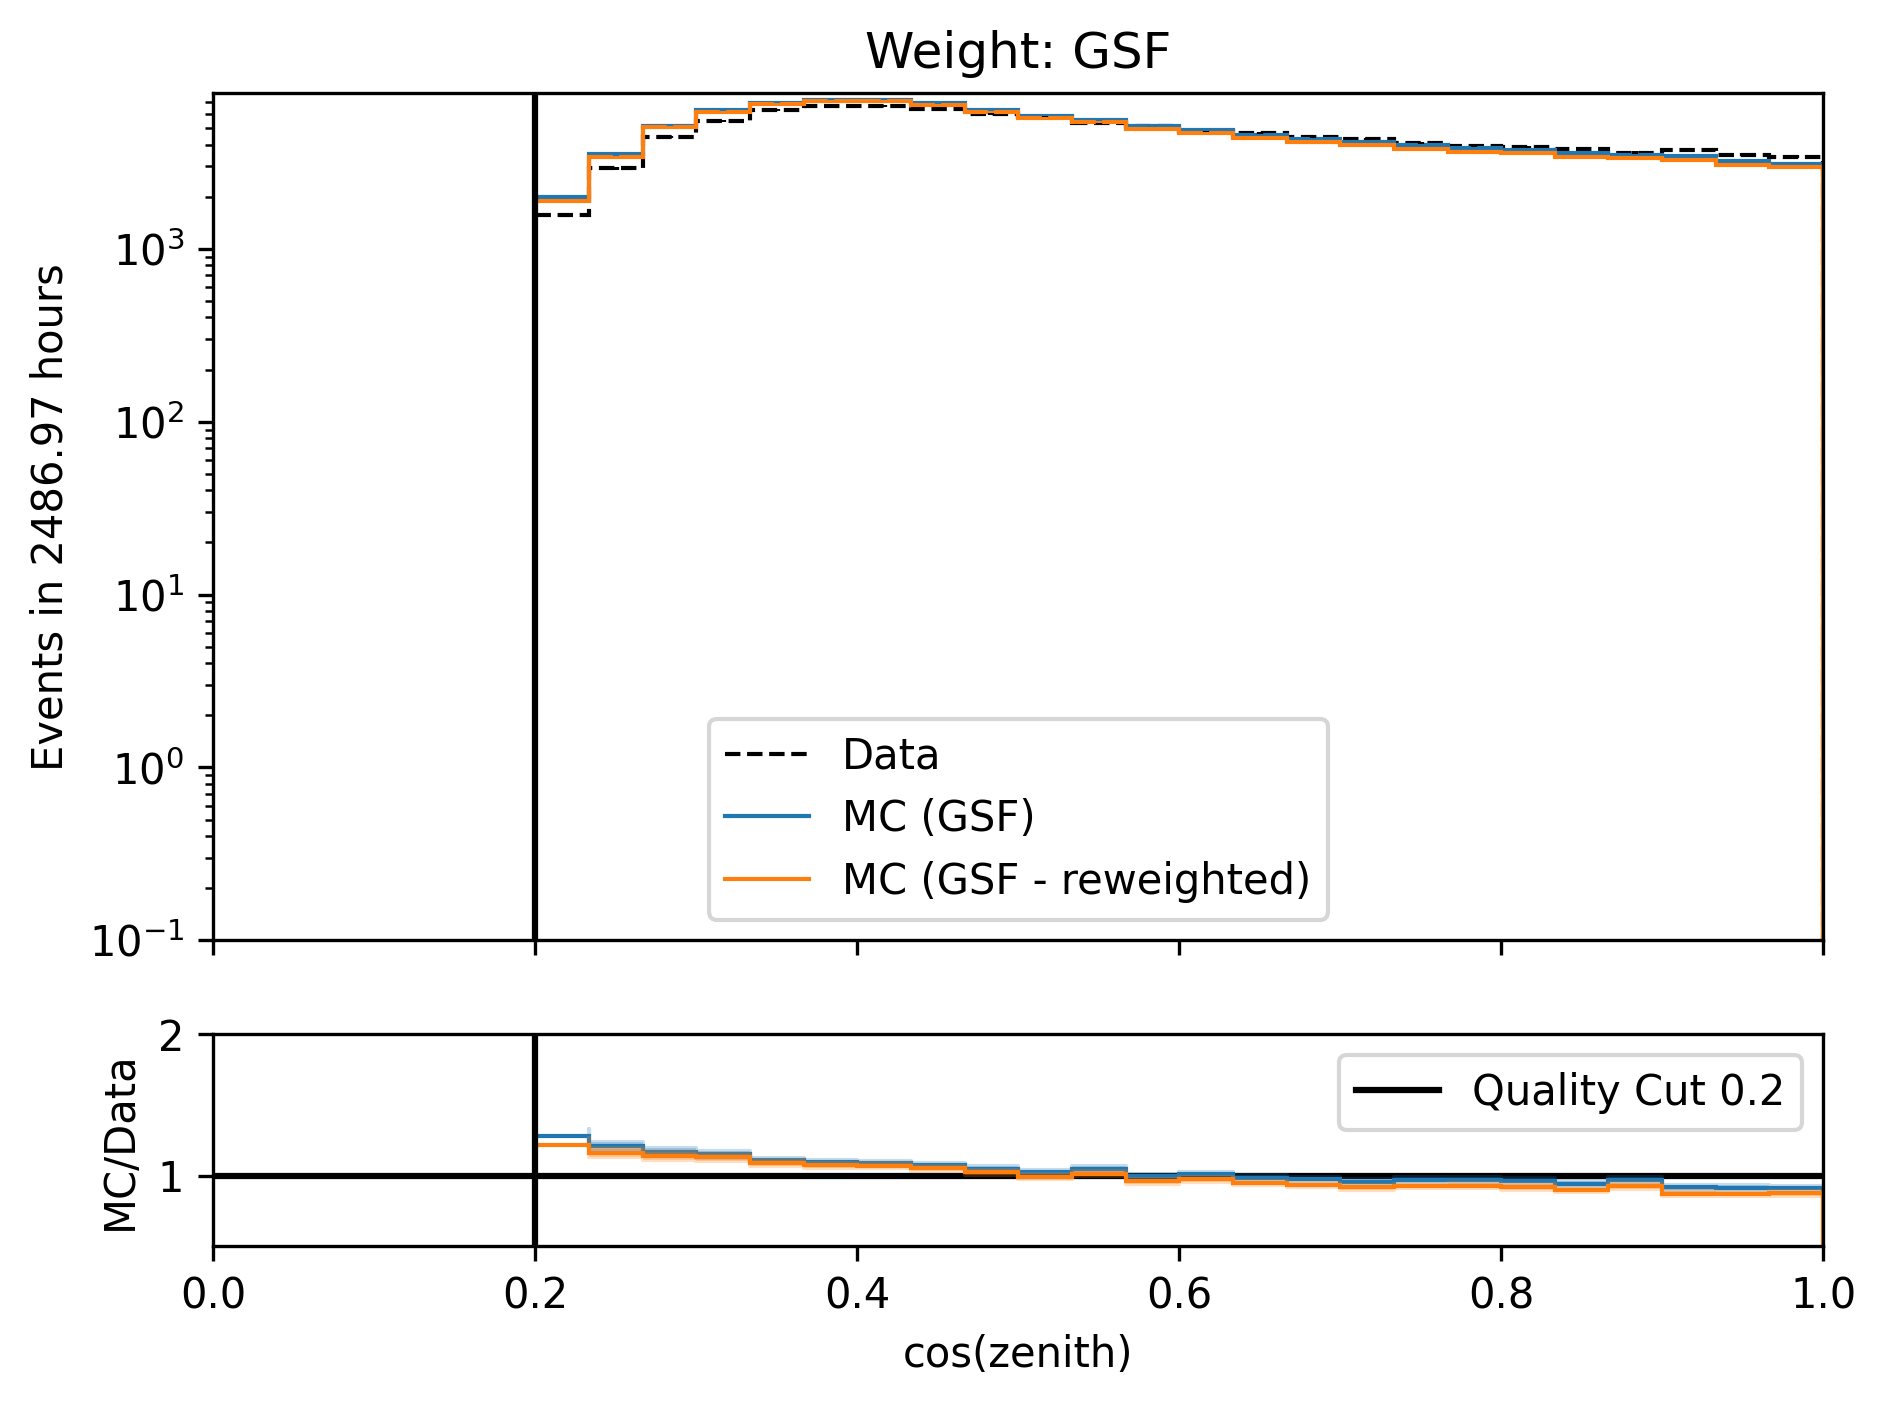 Weight: GSF
Events in 2486.97 hours
10³
10²
10¹
10⁰
10⁻¹
Data
MC (GSF)
MC (GSF - reweighted)
MC/Data
2
1
Quality Cut 0.2
0.0 0.2 0.4 0.6 0.8 1.0
cos(zenith)